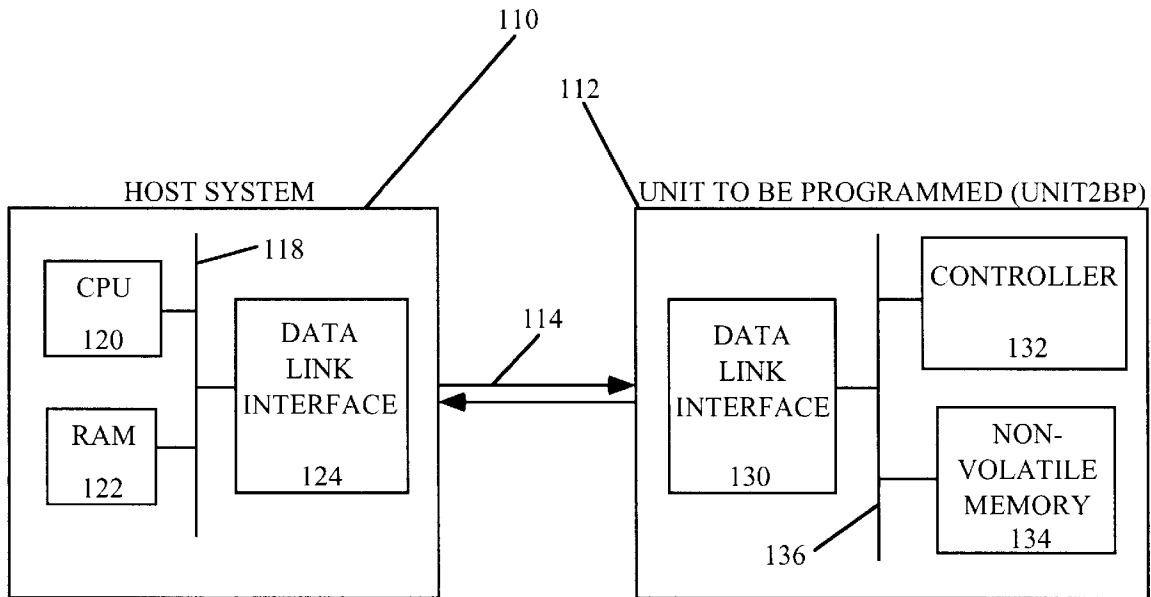 110
112
HOST SYSTEM
UNIT TO BE PROGRAMMED (UNIT2BP)
118
CPU
120
RAM
122
DATA
LINK
INTERFACE
124
114
DATA
LINK
INTERFACE
130
CONTROLLER
132
NON-
VOLATILE
MEMORY
134
136